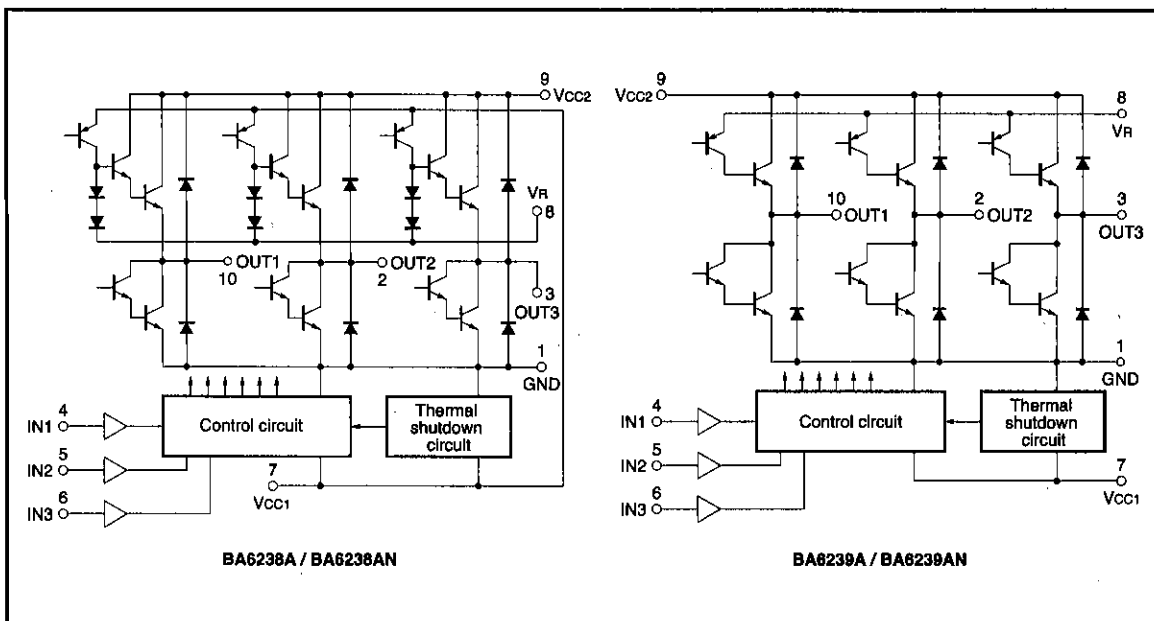 9
VCC2
VR
8
OUT1
10
OUT2
2
3
OUT3
1
GND
4
IN1
5
IN2
6
IN3
Control circuit
Thermal
shutdown
circuit
7
VCC1
BA6238A / BA6238AN
9
VCC2
8
VR
10
OUT1
2
OUT2
3
OUT3
1
GND
4
IN1
5
IN2
6
IN3
Control circuit
Thermal
shutdown
circuit
7
VCC1
BA6239A / BA6239AN